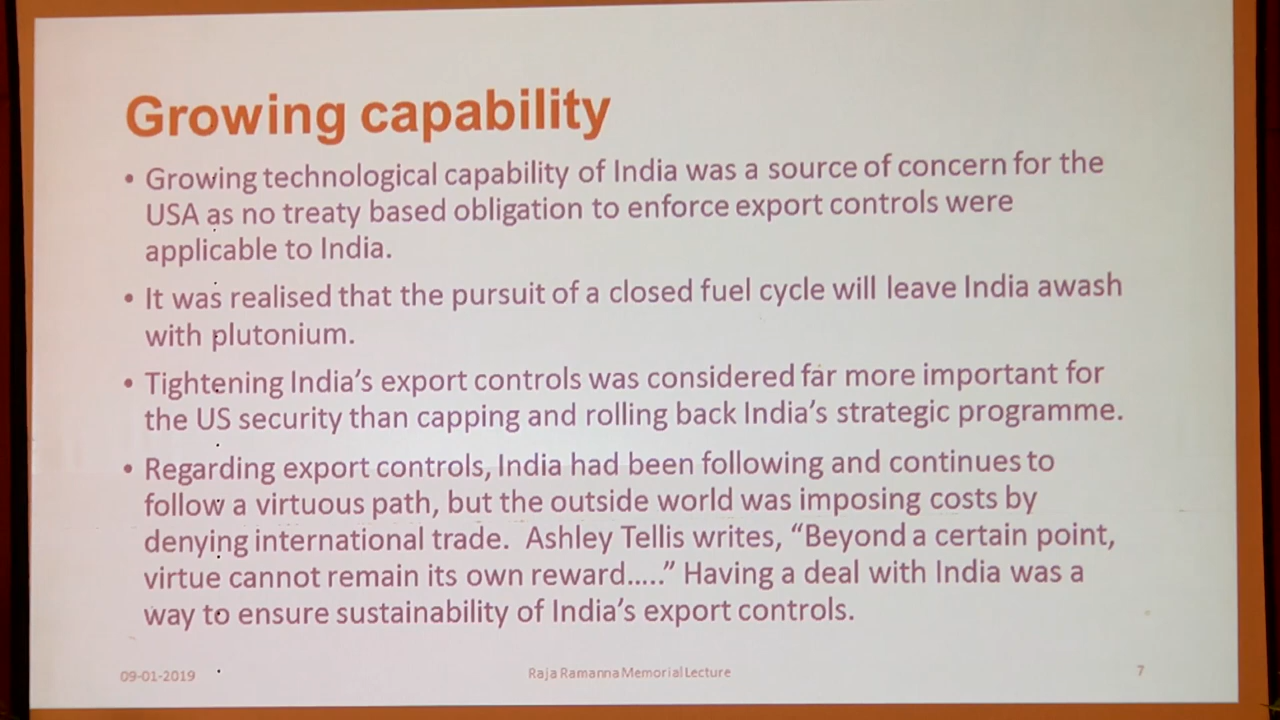 Growing capability
• Growing technological capability of India was a source of concern for the
USA as no treaty based obligation to enforce export controls were
applicable to India.
• It was realised that the pursuit of a closed fuel cycle will leave India awash
with plutonium.
• Tightening India's export controls was considered far more important for
the US security than capping and rolling back India's strategic programme.
• Regarding export controls, India had been following and continues to
follow a virtuous path, but the outside world was imposing costs by
denying international trade.  Ashley Tellis writes, “Beyond a certain point,
virtue cannot remain its own reward.....” Having a deal with India was a
way to ensure sustainability of India's export controls.
09-01-2019 Raja Ramanna Memorial Lecture 7